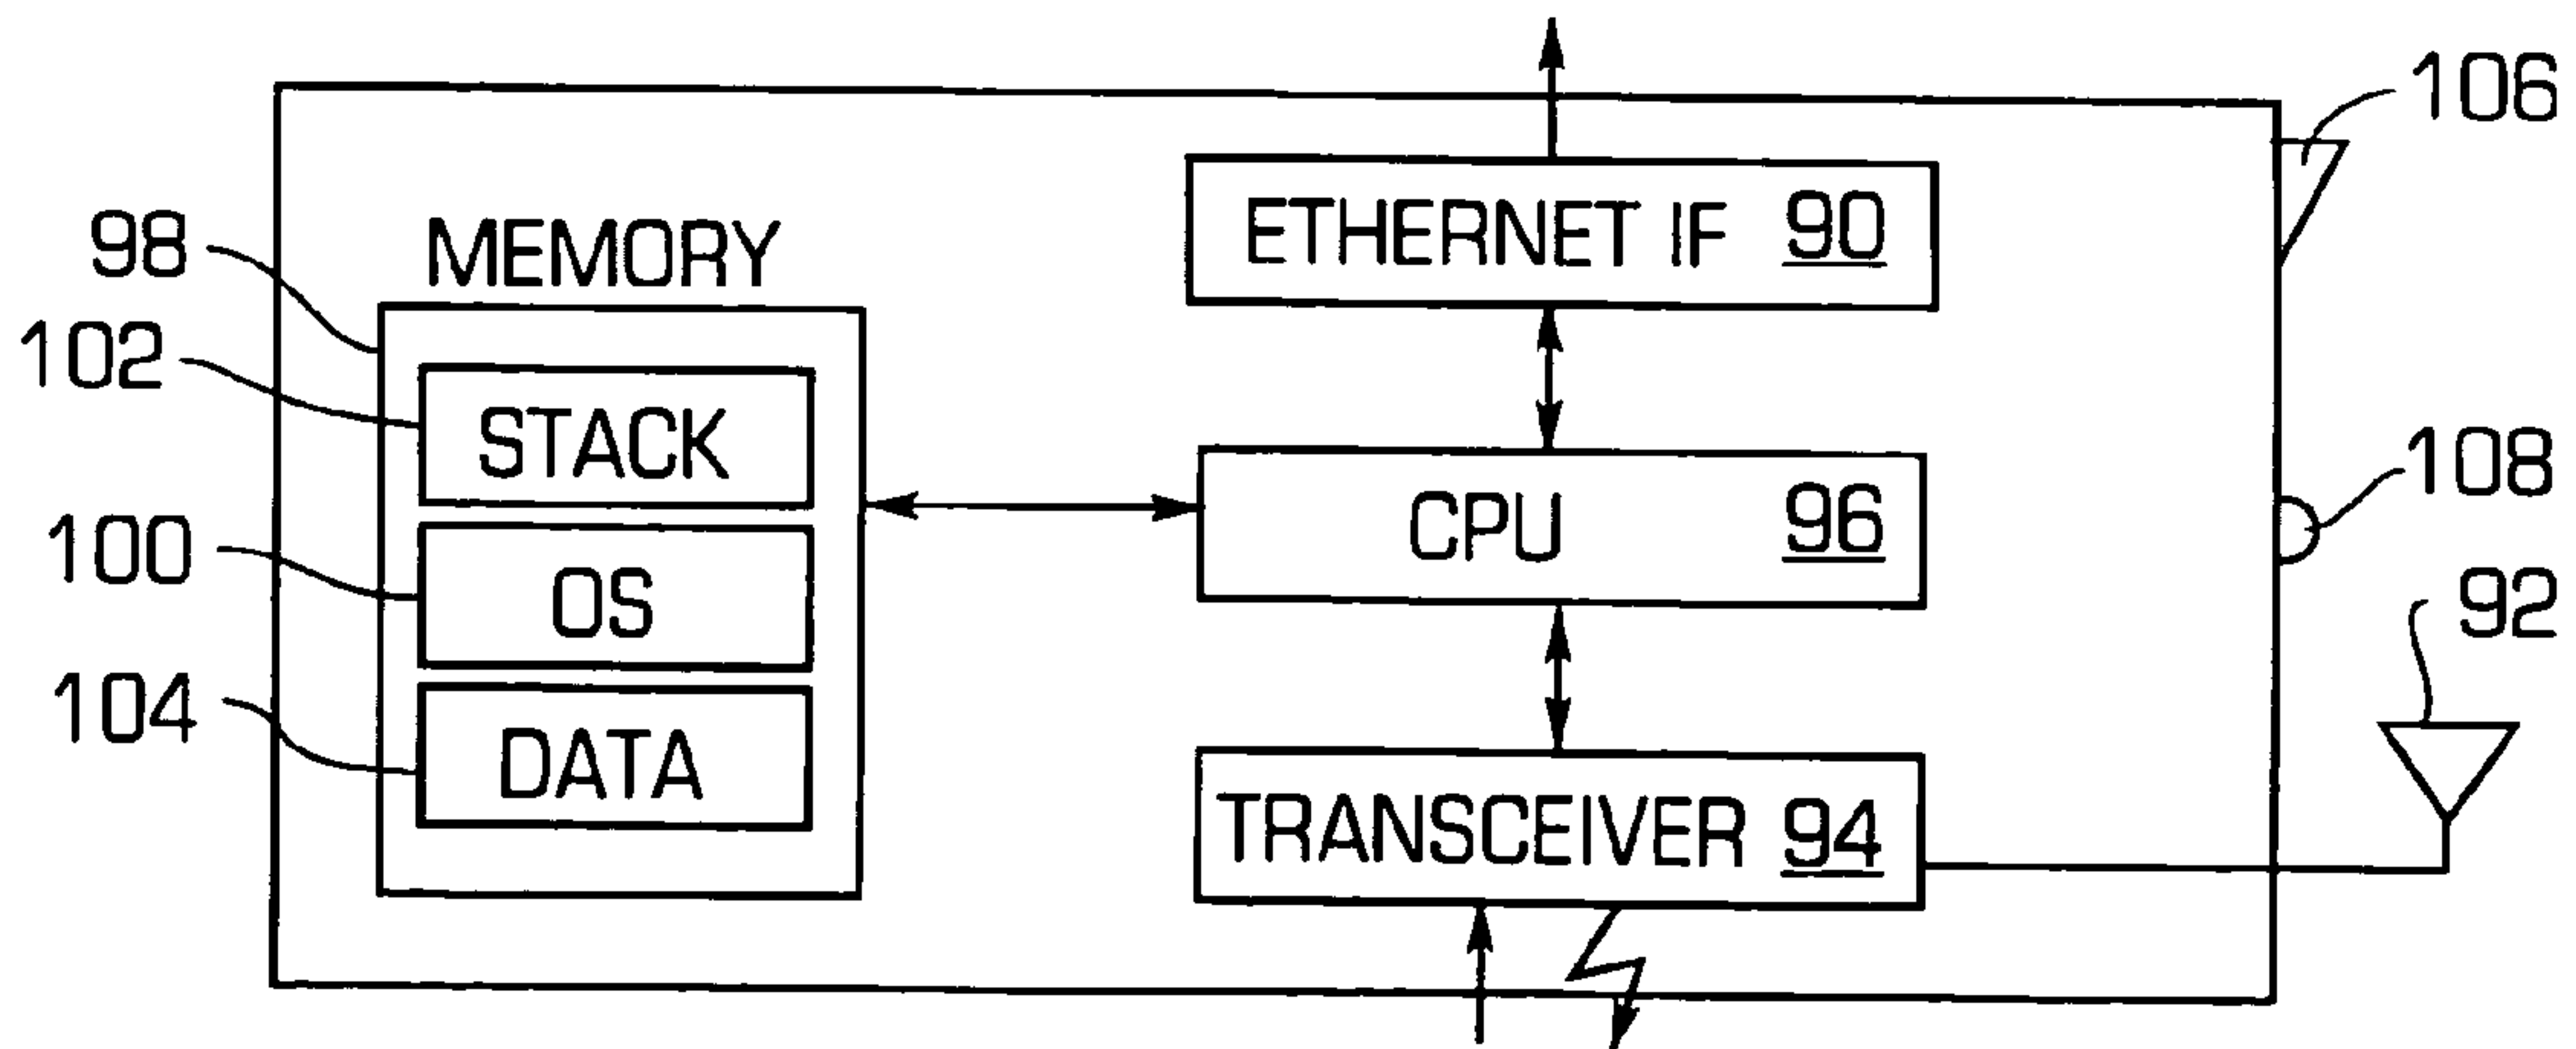 106
ETHERNET IF 90
98
MEMORY
102
STACK
108
CPU 96
100
OS
92
104
DATA
TRANSCEIVER 94